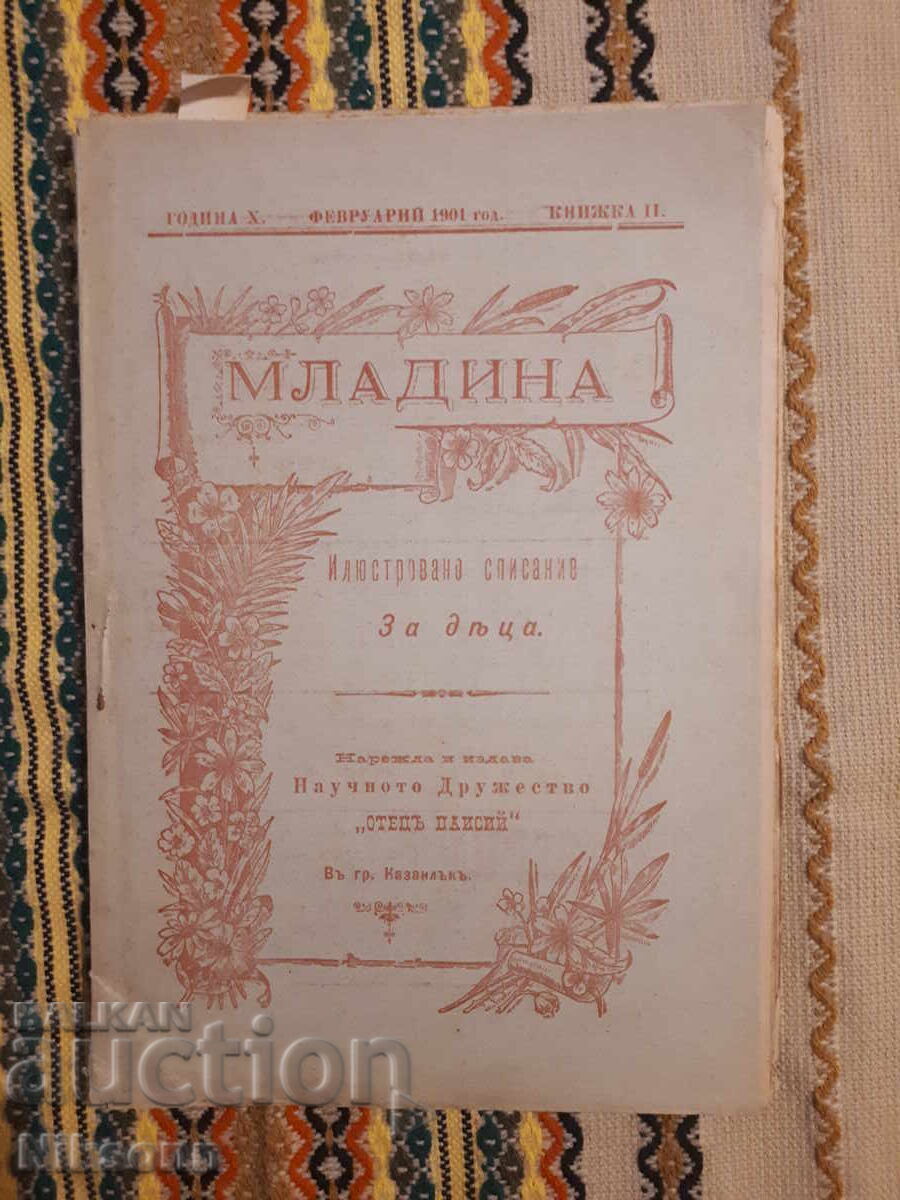 ГОДИНА X. — ФЕВРУАРИЙ 1901 год. — КНИЖКА II.
МЛАДИНА
Илюстровано списание
За дѣца.
Нарежда и издава
Научното Дружество
„ОТЕЦЪ ПАИСИЙ“
Въ гр. Казанлъкъ.
BALKAN
auction
Niksonn